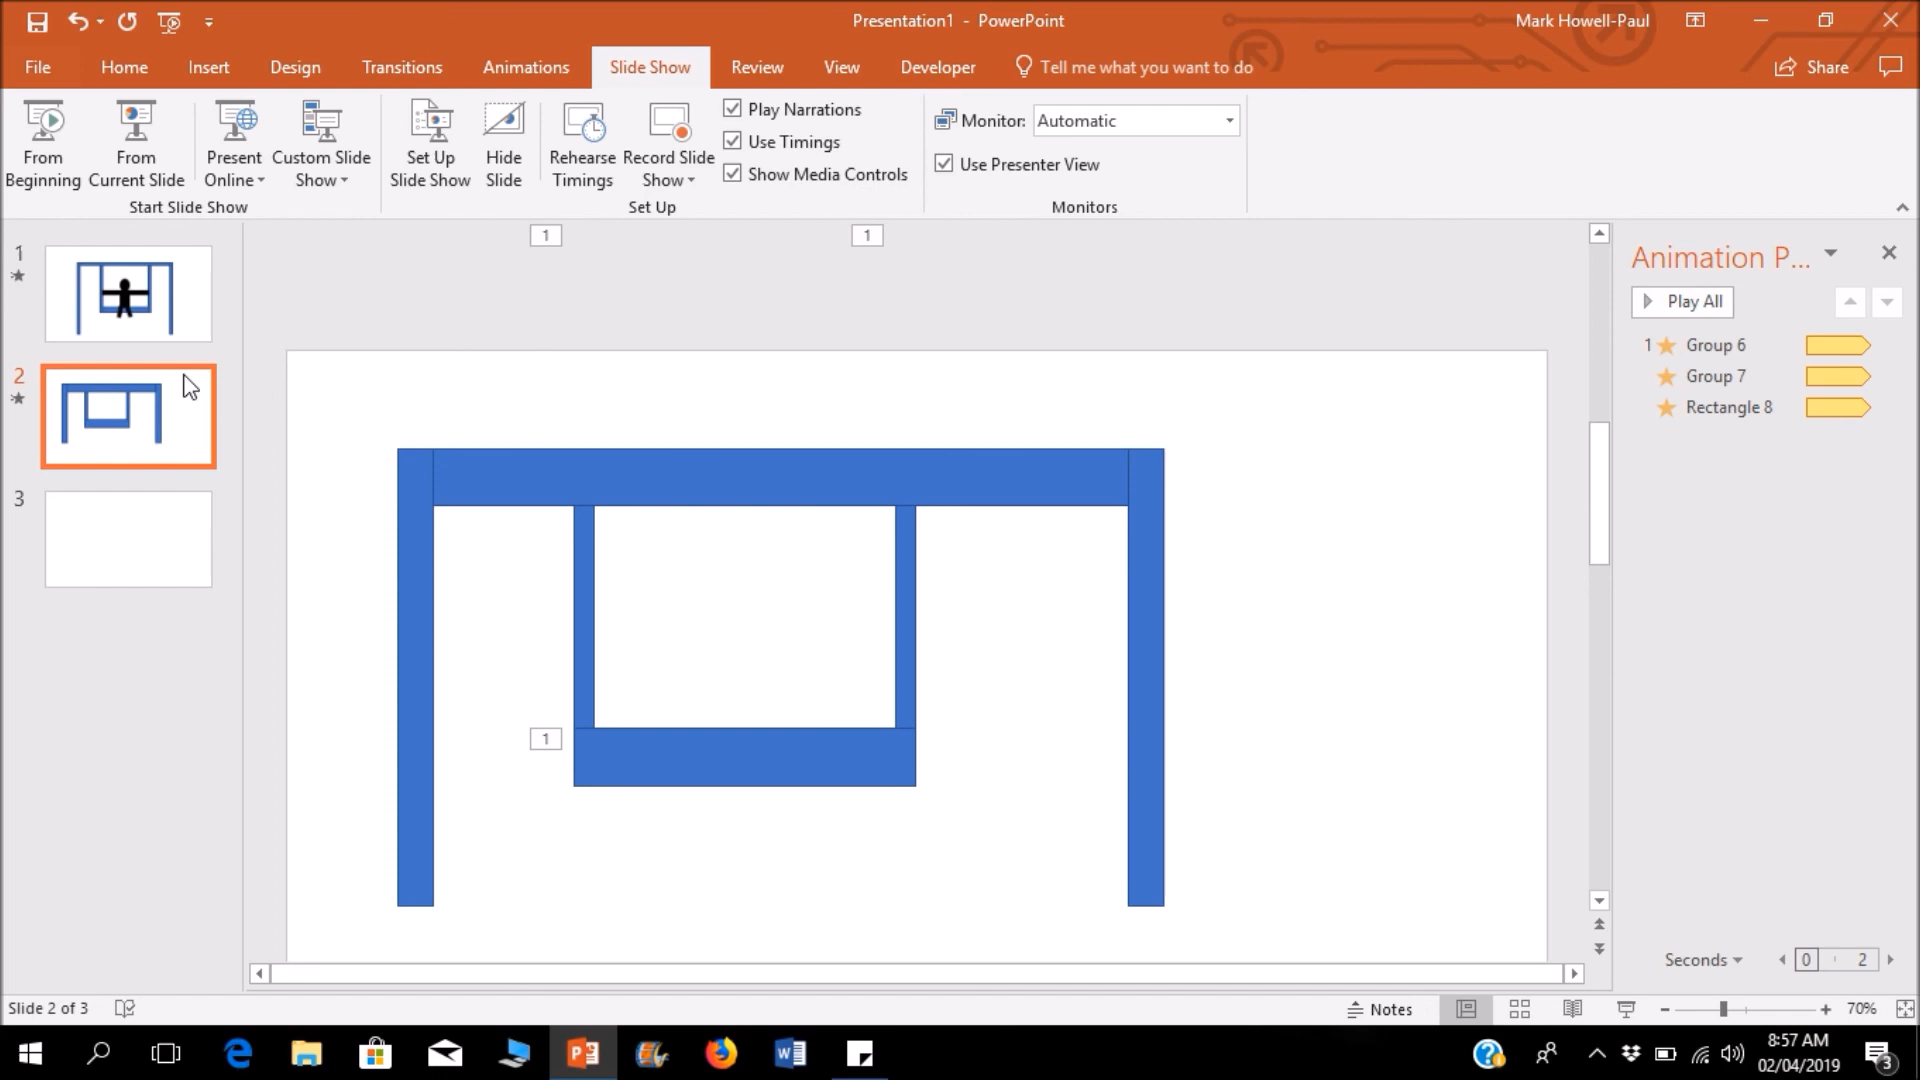 Presentation1 - PowerPoint
Mark Howell-Paul
File Home Insert Design Transitions Animations Slide Show Review View Developer Tell me what you want to do Share
From Beginning
From Current Slide
Present Online
Custom Slide Show
Start Slide Show
Set Up Slide Show
Hide Slide
Rehearse Timings
Record Slide Show
Play Narrations
Use Timings
Show Media Controls
Set Up
Monitor: Automatic
Use Presenter View
Monitors
1
2
3
1 1
1
Animation P...
Play All
1 Group 6
Group 7
Rectangle 8
Seconds 0 2
Slide 2 of 3
Notes
70%
8:57 AM
02/04/2019
3